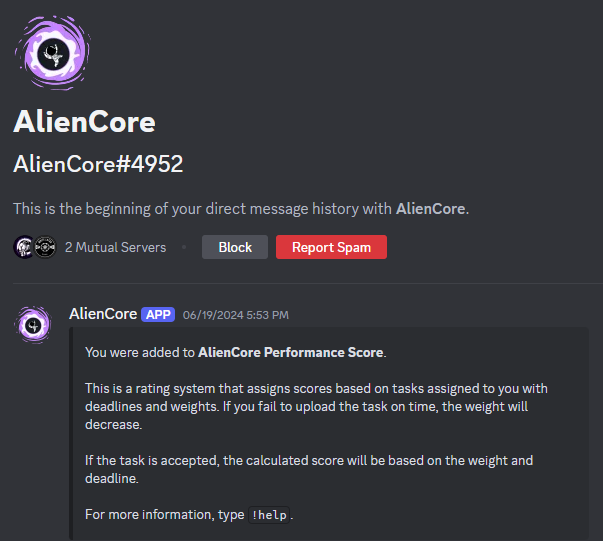 AlienCore
AlienCore#4952
This is the beginning of your direct message history with AlienCore.
2 Mutual Servers • Block Report Spam
AlienCore APP 06/19/2024 5:53 PM
You were added to AlienCore Performance Score.
This is a rating system that assigns scores based on tasks assigned to you with
deadlines and weights. If you fail to upload the task on time, the weight will
decrease.
If the task is accepted, the calculated score will be based on the weight and
deadline.
For more information, type !help .